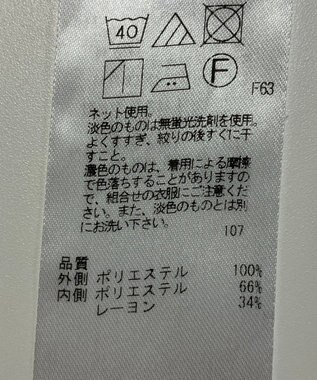 40
F
F63
ネット使用。
淡色のものは無蛍光洗剤を使用。
よくすすぎ、絞りの後すぐに干
すこと。
濃色のものは、着用による摩擦
で色落ちすることがありますの
で、組合せの衣服にご注意くだ
さい。また、淡色のものとは別
にお洗い下さい。
107
品質
外側 ポリエステル 100%
内側 ポリエステル 66%
レーヨン 34%